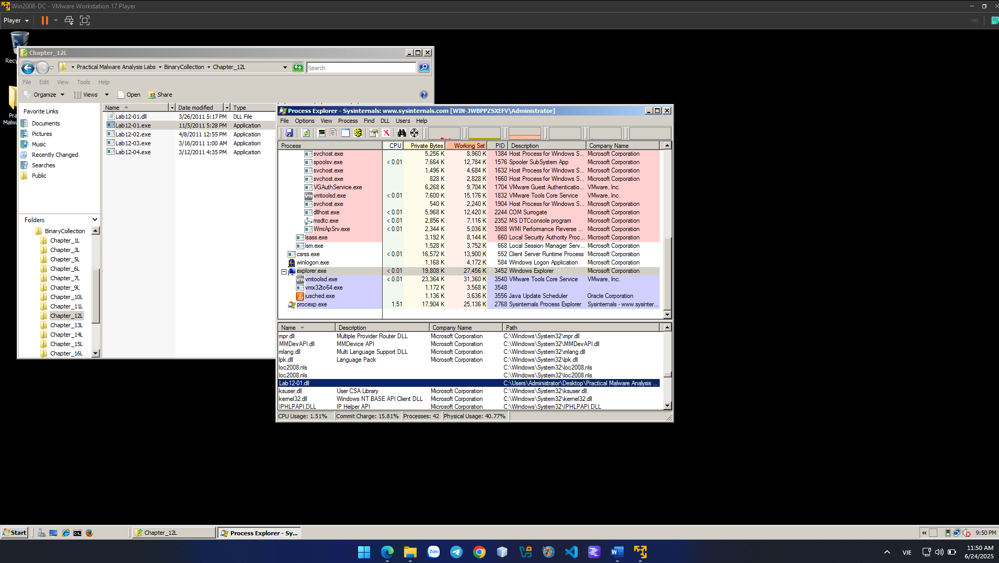 Win2008-DC - VMware Workstation 17 Player
Player
Chapter_12L
Practical Malware Analysis Labs BinaryCollection Chapter_12L
Search
File Edit View Tools Help
Organize Views Open Share
Favorite Links
Documents
Pictures
Music
Recently Changed
Searches
Public
Folders
BinaryCollection
Chapter_1L
Chapter_3L
Chapter_5L
Chapter_6L
Chapter_7L
Chapter_9L
Chapter_10L
Chapter_11L
Chapter_12L
Chapter_13L
Chapter_14L
Chapter_15L
Chapter_16L
Name Date modified Type
Lab12-01.dll 3/26/2011 5:17 PM DLL File
Lab12-01.exe 11/5/2011 5:28 PM Application
Lab12-02.exe 4/8/2011 12:55 PM Application
Lab12-03.exe 3/16/2011 1:00 AM Application
Lab12-04.exe 3/12/2011 4:35 PM Application
Process Explorer - Sysinternals: www.sysinternals.com [WIN-JWBPPZSXEFV\Administrator]
File Options View Process Find DLL Users Help
Process CPU Private Bytes Working Set PID Description Company Name
svchost.exe 5,256 K 8,960 K 1384 Host Process for Windows S... Microsoft Corporation
spoolsv.exe < 0.01 7,664 K 12,784 K 1576 Spooler SubSystem App Microsoft Corporation
svchost.exe 1,496 K 4,684 K 1632 Host Process for Windows S... Microsoft Corporation
svchost.exe 828 K 2,828 K 1660 Host Process for Windows S... Microsoft Corporation
VGAuthService.exe 6,268 K 9,704 K 1704 VMware Guest Authenticatio... VMware, Inc.
vmtoolsd.exe < 0.01 7,600 K 15,176 K 1832 VMware Tools Core Service VMware, Inc.
svchost.exe 540 K 2,240 K 1904 Host Process for Windows S... Microsoft Corporation
dllhost.exe < 0.01 5,968 K 12,420 K 2244 COM Surrogate Microsoft Corporation
msdtc.exe < 0.01 2,856 K 7,116 K 2352 MS DTCconsole program Microsoft Corporation
WmiApSrv.exe < 0.01 2,344 K 5,036 K 3988 WMI Performance Reverse ... Microsoft Corporation
lsass.exe 3,192 K 8,144 K 660 Local Security Authority Proc... Microsoft Corporation
lsm.exe 1,528 K 3,752 K 668 Local Session Manager Serv... Microsoft Corporation
csrss.exe < 0.01 16,572 K 13,900 K 552 Client Server Runtime Process Microsoft Corporation
winlogon.exe 1,168 K 4,172 K 584 Windows Logon Application Microsoft Corporation
explorer.exe < 0.01 19,808 K 27,456 K 3452 Windows Explorer Microsoft Corporation
vmtoolsd.exe < 0.01 23,364 K 31,360 K 3540 VMware Tools Core Service VMware, Inc.
vmx32to64.exe 1,172 K 3,568 K 3548
jusched.exe 1,136 K 3,636 K 3556 Java Update Scheduler Oracle Corporation
procexp.exe 1.51 17,904 K 25,136 K 2768 Sysinternals Process Explorer Sysinternals - www.sysinter...
Name Description Company Name Path
mpr.dll Multiple Provider Router DLL Microsoft Corporation C:\Windows\System32\mpr.dll
MMDevAPI.dll MMDevice API Microsoft Corporation C:\Windows\System32\MMDevAPI.dll
mlang.dll Multi Language Support DLL Microsoft Corporation C:\Windows\System32\mlang.dll
lpk.dll Language Pack Microsoft Corporation C:\Windows\System32\lpk.dll
loc2008.nls C:\Windows\System32\loc2008.nls
loc2008.nls C:\Windows\System32\loc2008.nls
Lab12-01.dll C:\Users\Administrator\Desktop\Practical Malware Analysis ...
ksuser.dll User CSA Library Microsoft Corporation C:\Windows\System32\ksuser.dll
kernel32.dll Windows NT BASE API Client DLL Microsoft Corporation C:\Windows\System32\kernel32.dll
IPHLPAPI.DLL IP Helper API Microsoft Corporation C:\Windows\System32\IPHLPAPI.DLL
CPU Usage: 1.51% Commit Charge: 15.81% Processes: 42 Physical Usage: 40.77%
Start Chapter_12L Process Explorer - Sy... 9:50 PM
Zalo
VIE
11:50 AM
6/24/2025